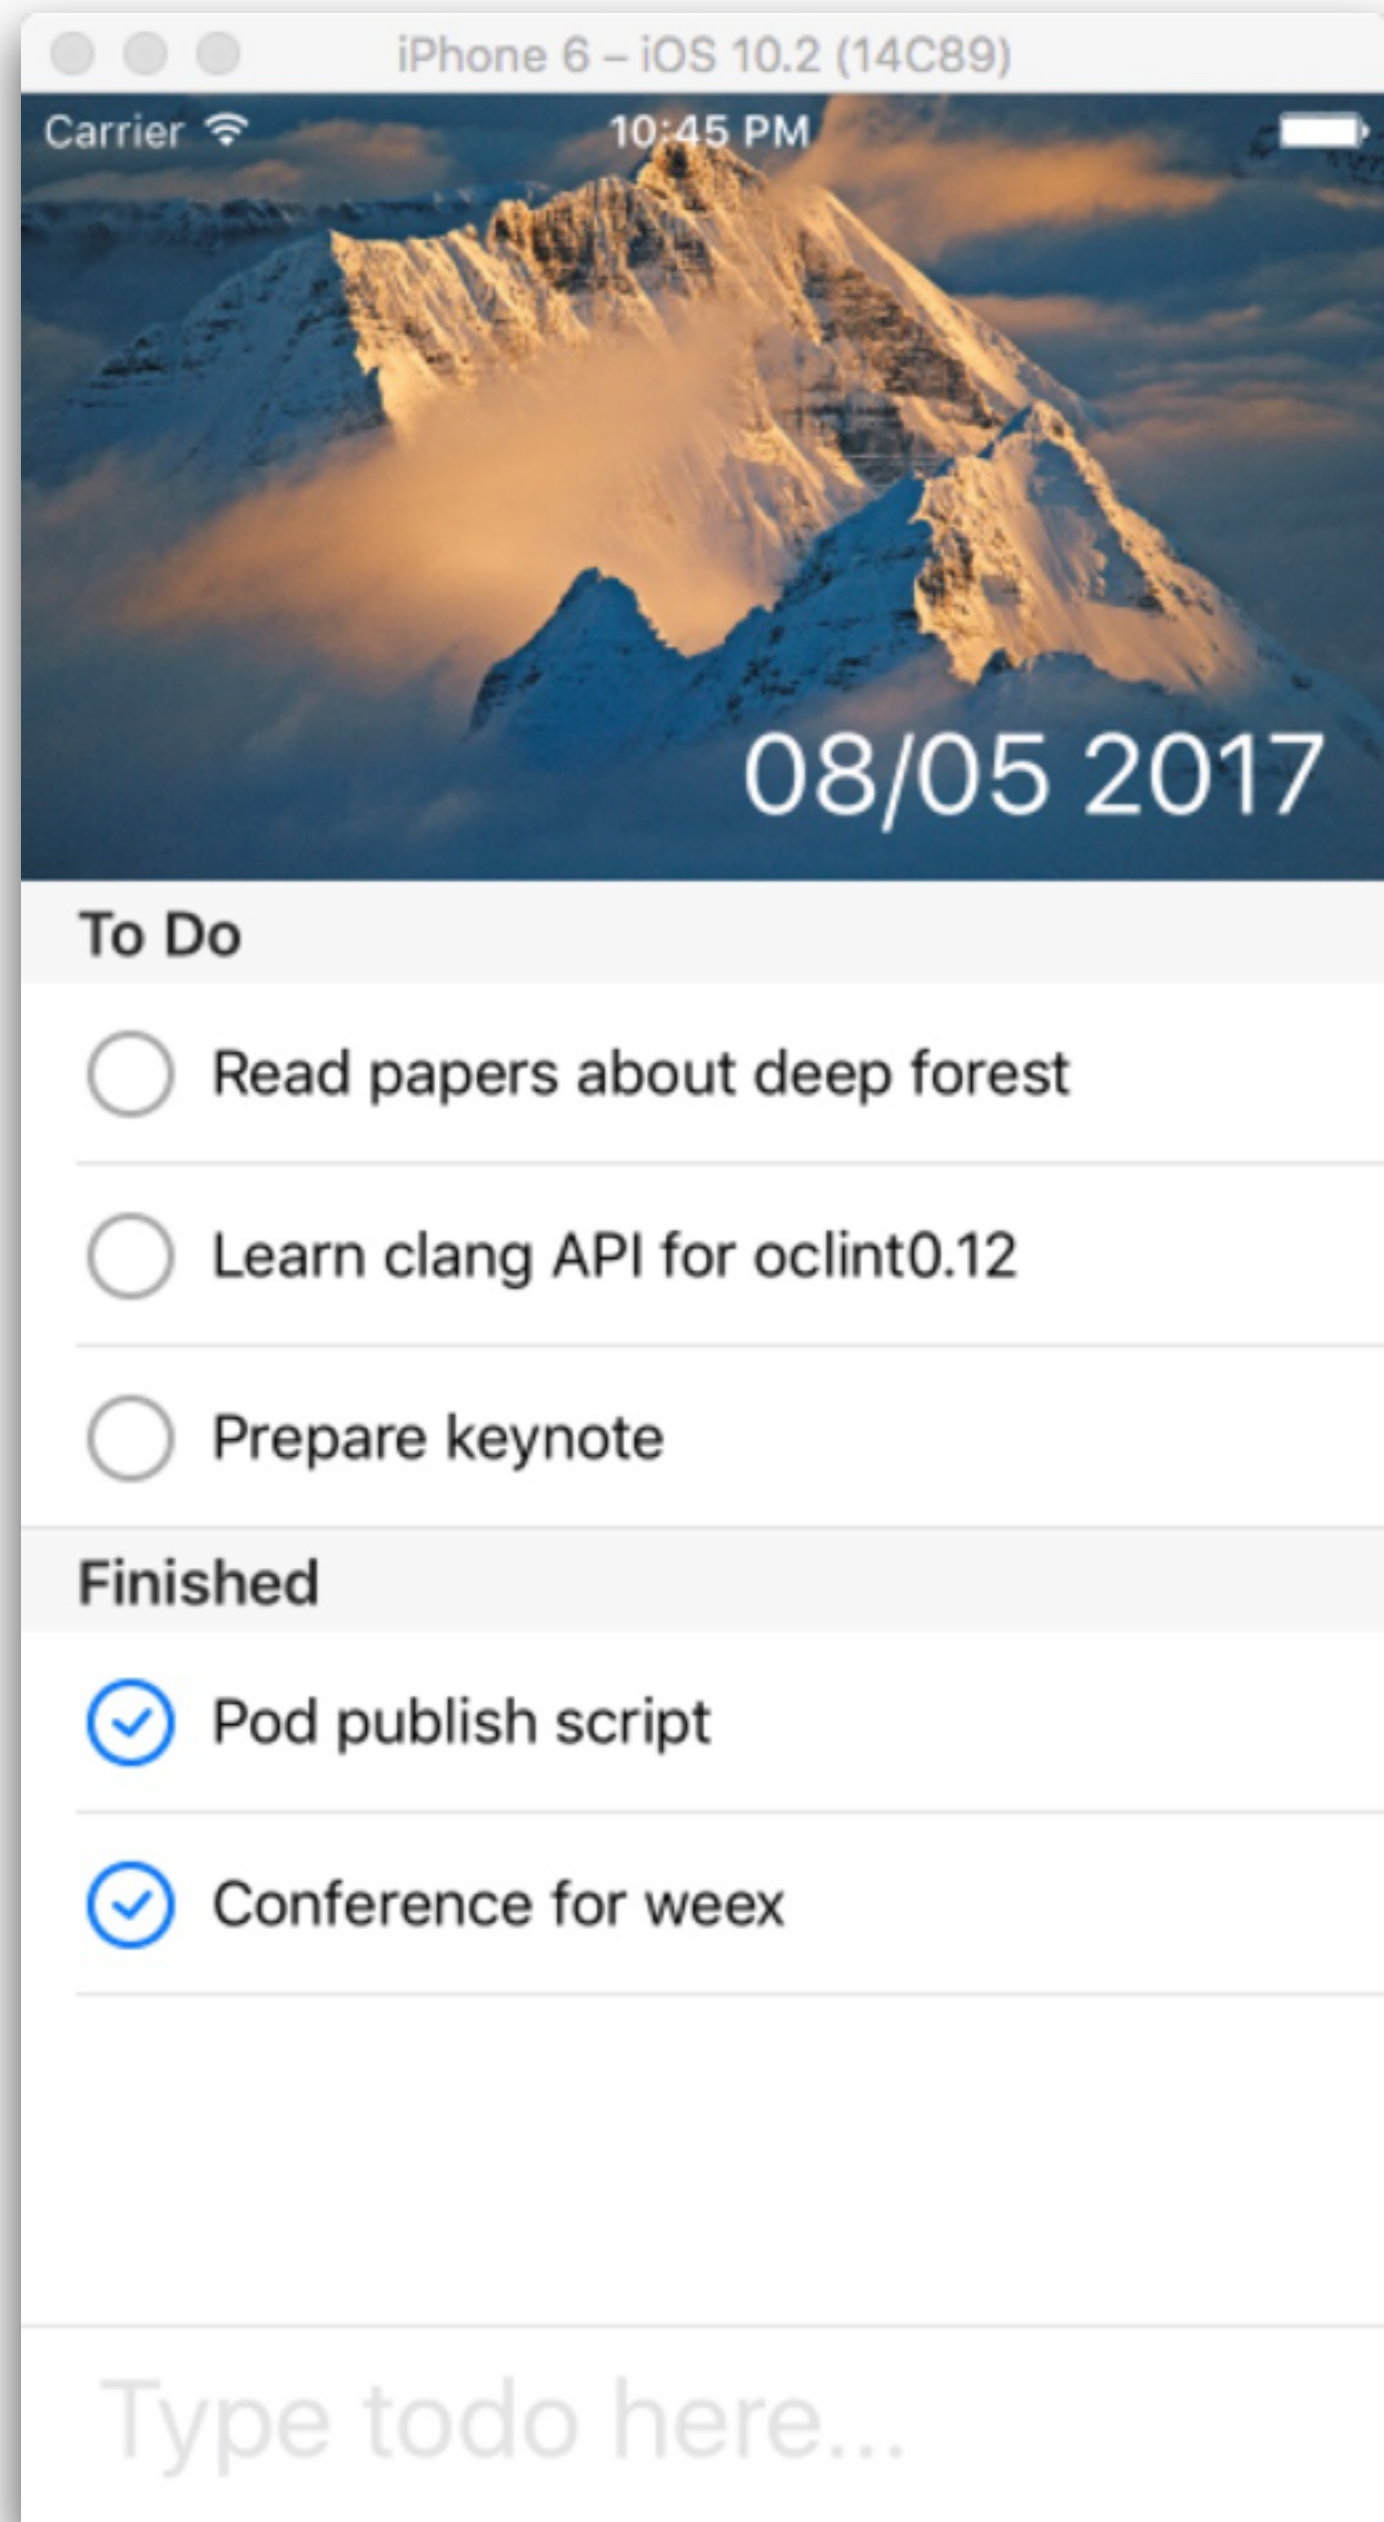 iPhone 6 – iOS 10.2 (14C89)
Carrier 10:45 PM
08/05 2017
To Do
Read papers about deep forest
Learn clang API for oclint0.12
Prepare keynote
Finished
Pod publish script
Conference for weex
Type todo here...